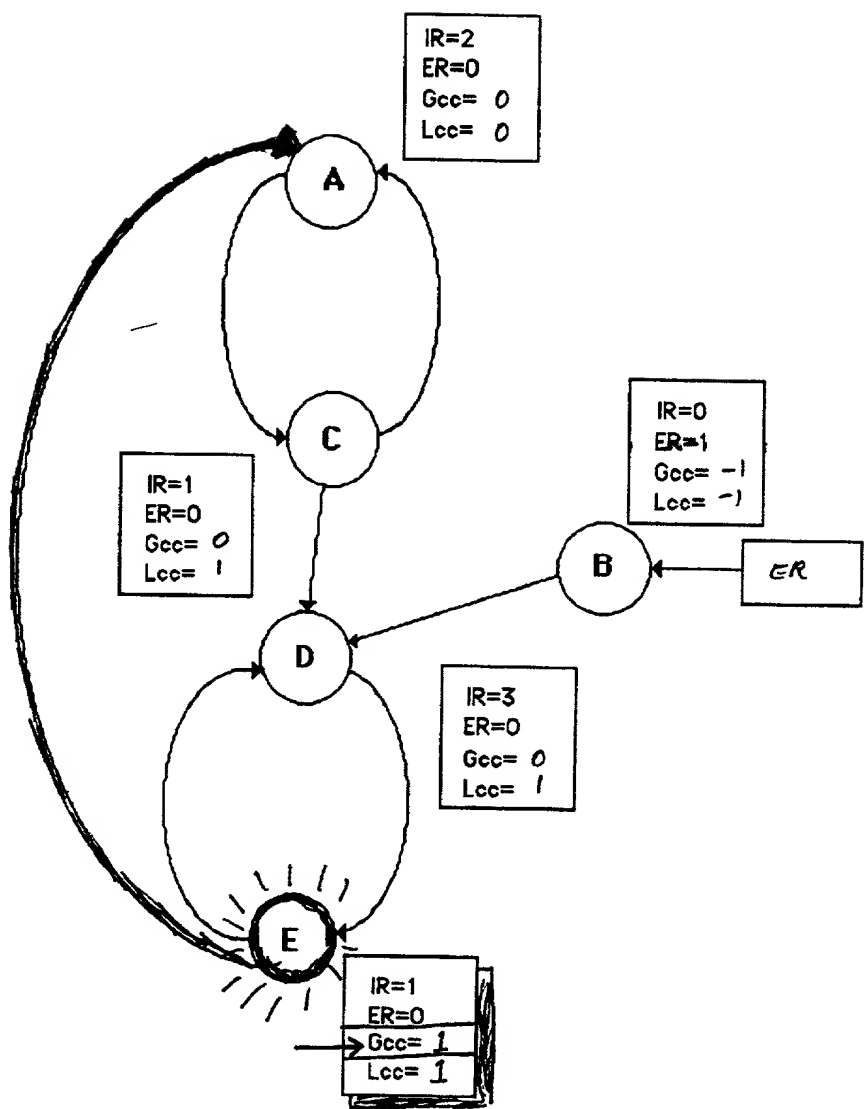 IR=2
ER=0
Gcc= 0
Lcc= 0
A
C
IR=0
ER=1
Gcc= -1
Lcc= -1
IR=1
ER=0
Gcc= 0
Lcc= 1
B
ER
D
IR=3
ER=0
Gcc= 0
Lcc= 1
E
IR=1
ER=0
Gcc= 1
Lcc= 1